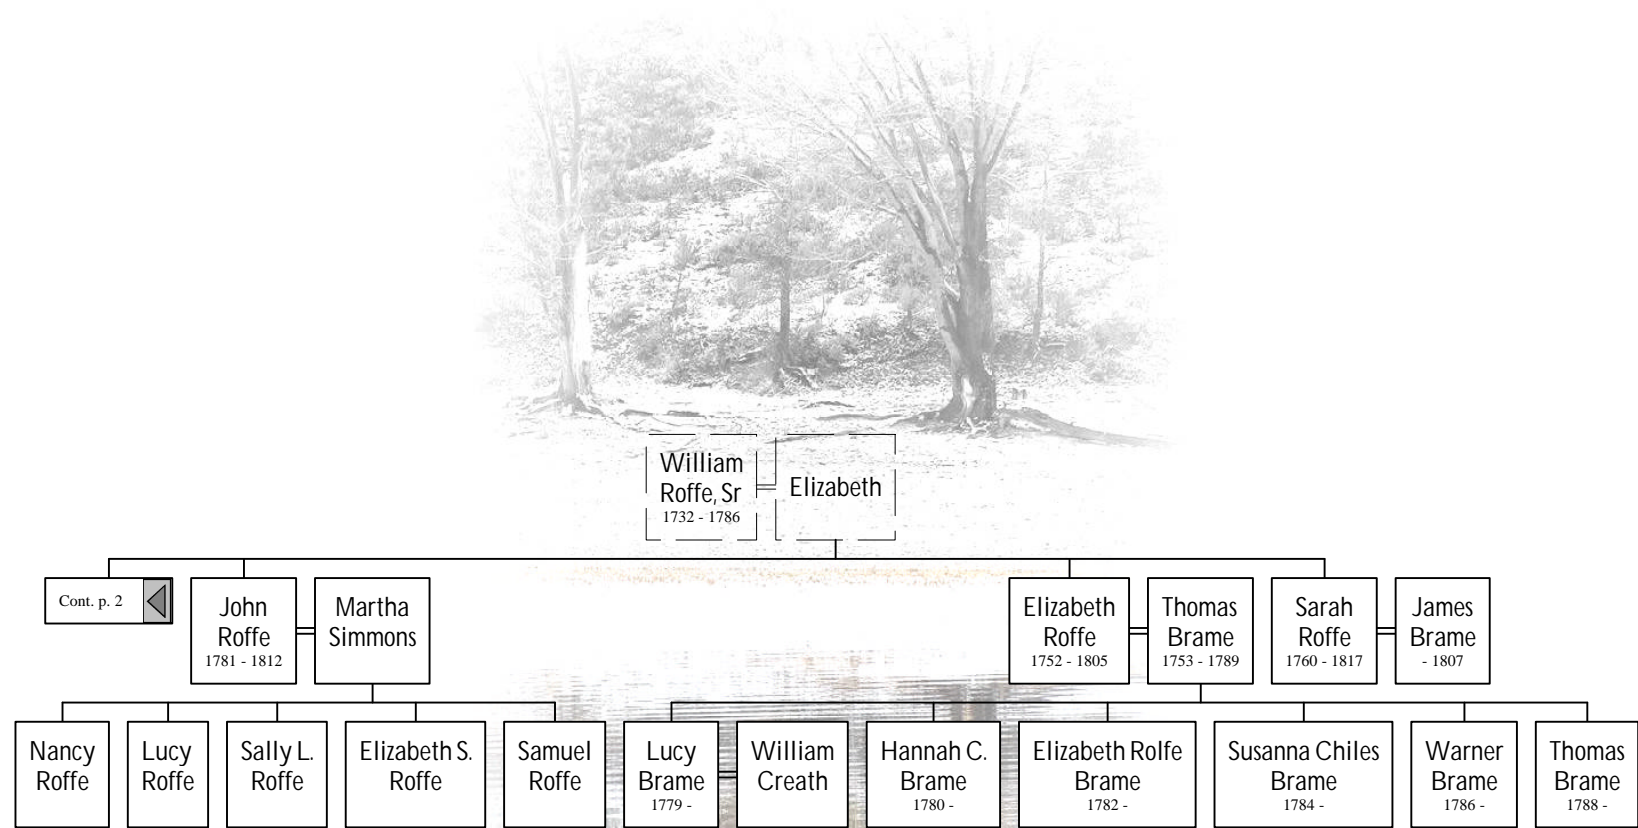 William
Roffe, Sr
1732 - 1786
Elizabeth
Cont. p. 2
John
Roffe
1781 - 1812
Martha
Simmons
Elizabeth
Roffe
1752 - 1805
Thomas
Brame
1753 - 1789
Sarah
Roffe
1760 - 1817
James
Brame
- 1807
Nancy
Roffe
Lucy
Roffe
Sally L.
Roffe
Elizabeth S.
Roffe
Samuel
Roffe
Lucy
Brame
1779 -
William
Creath
Hannah C.
Brame
1780 -
Elizabeth Rolfe
Brame
1782 -
Susanna Chiles
Brame
1784 -
Warner
Brame
1786 -
Thomas
Brame
1788 -